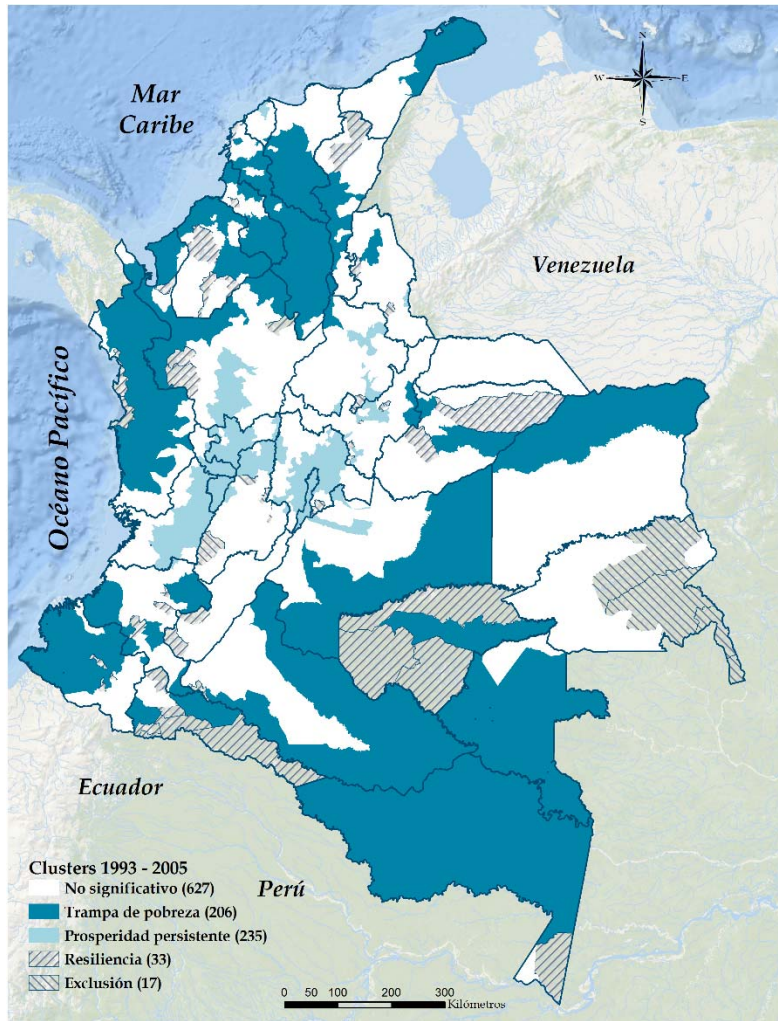 N
W E
S
Mar
Caribe
Venezuela
Océano Pacífico
Ecuador
Perú
Clusters 1993 - 2005
No significativo (627)
Trampa de pobreza (206)
Prosperidad persistente (235)
Resiliencia (33)
Exclusión (17)
0 50 100 200 300
Kilómetros